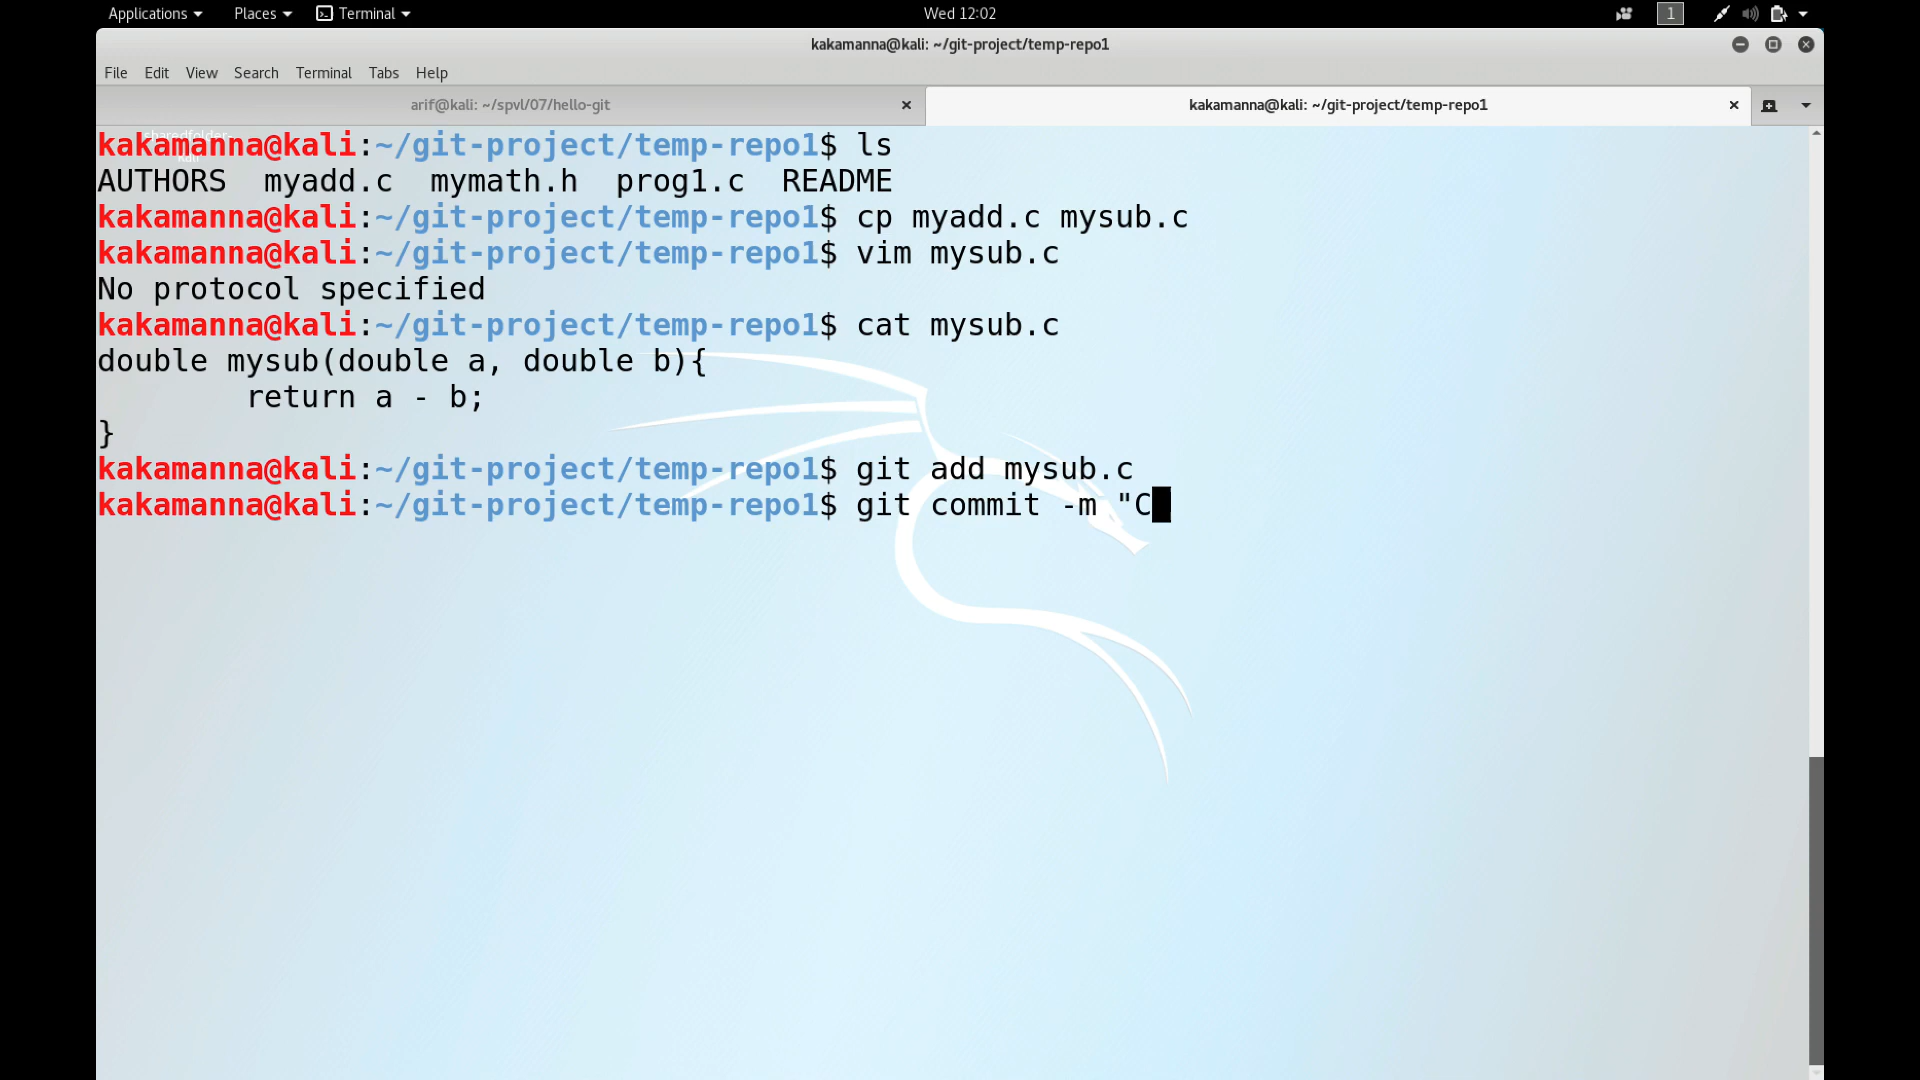 Applications Places Terminal Wed 12:02 1
kakamanna@kali: ~/git-project/temp-repo1
File Edit View Search Terminal Tabs Help
arif@kali: ~/spvl/07/hello-git kakamanna@kali: ~/git-project/temp-repo1
sharedfolder-
kali
kakamanna@kali:~/git-project/temp-repo1$ ls
AUTHORS myadd.c mymath.h prog1.c README
kakamanna@kali:~/git-project/temp-repo1$ cp myadd.c mysub.c
kakamanna@kali:~/git-project/temp-repo1$ vim mysub.c
No protocol specified
kakamanna@kali:~/git-project/temp-repo1$ cat mysub.c
double mysub(double a, double b){
return a - b;
}
kakamanna@kali:~/git-project/temp-repo1$ git add mysub.c
kakamanna@kali:~/git-project/temp-repo1$ git commit -m "C